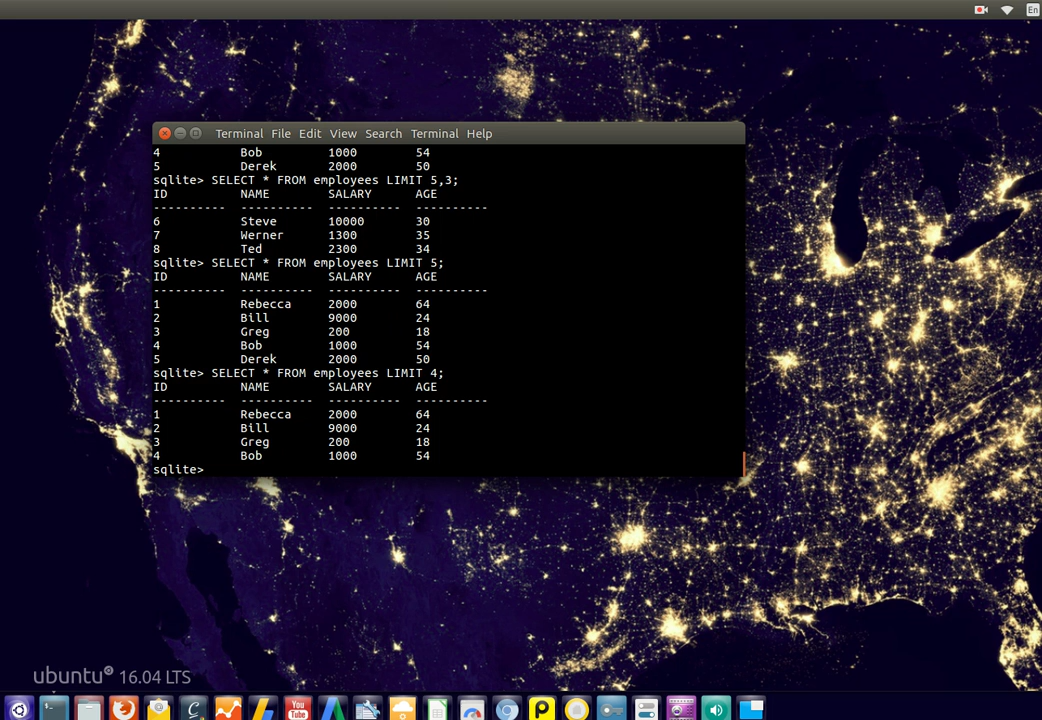 En
Terminal File Edit View Search Terminal Help
4 Bob 1000 54
5 Derek 2000 50
sqlite> SELECT * FROM employees LIMIT 5,3;
ID NAME SALARY AGE
---------- ---------- ---------- ----------
6 Steve 10000 30
7 Werner 1300 35
8 Ted 2300 34
sqlite> SELECT * FROM employees LIMIT 5;
ID NAME SALARY AGE
---------- ---------- ---------- ----------
1 Rebecca 2000 64
2 Bill 9000 24
3 Greg 200 18
4 Bob 1000 54
5 Derek 2000 50
sqlite> SELECT * FROM employees LIMIT 4;
ID NAME SALARY AGE
---------- ---------- ---------- ----------
1 Rebecca 2000 64
2 Bill 9000 24
3 Greg 200 18
4 Bob 1000 54
sqlite>
ubuntu 16.04 LTS
You Tube